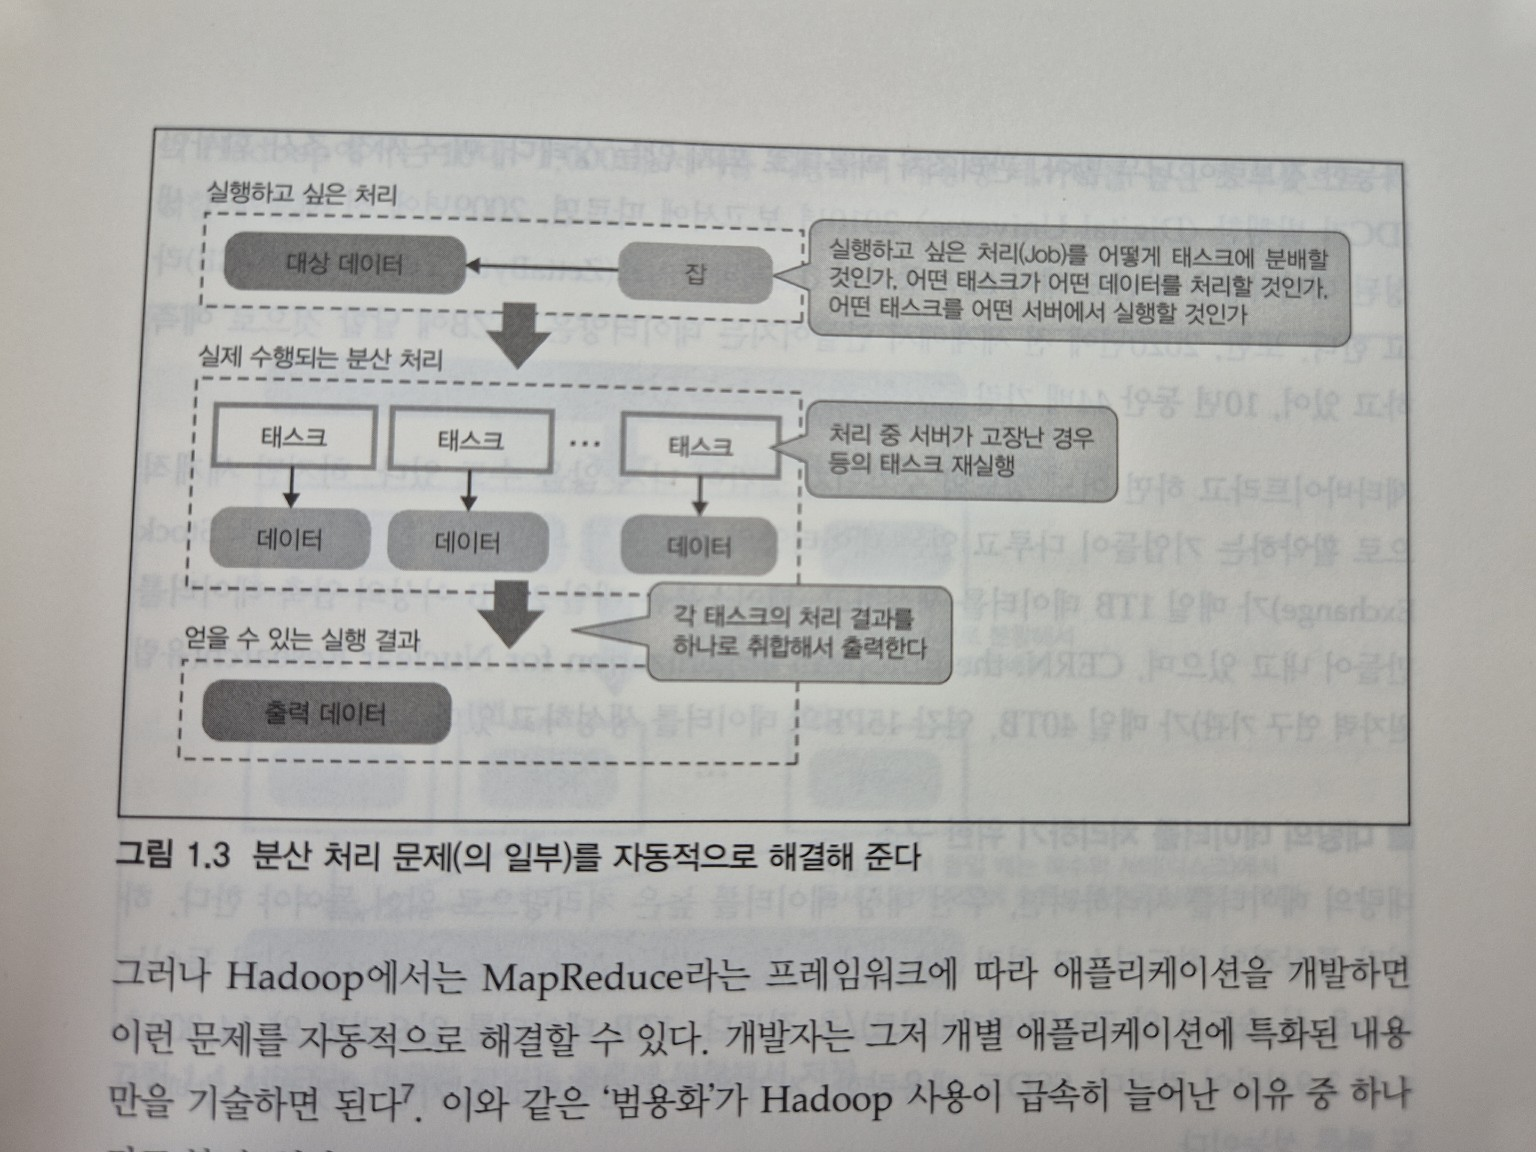 실행하고 싶은 처리
대상 데이터
잡
실행하고 싶은 처리(Job)를 어떻게 태스크에 분배할
것인가, 어떤 태스크가 어떤 데이터를 처리할 것인가,
어떤 태스크를 어떤 서버에서 실행할 것인가
실제 수행되는 분산 처리
태스크
태스크
...
태스크
처리 중 서버가 고장난 경우
등의 태스크 재실행
데이터
데이터
데이터
각 태스크의 처리 결과를
하나로 취합해서 출력한다
얻을 수 있는 실행 결과
출력 데이터
그림 1.3 분산 처리 문제(의 일부)를 자동적으로 해결해 준다
그러나 Hadoop에서는 MapReduce라는 프레임워크에 따라 애플리케이션을 개발하면
이런 문제를 자동적으로 해결할 수 있다. 개발자는 그저 개별 애플리케이션에 특화된 내용
만을 기술하면 된다7. 이와 같은 ‘범용화’가 Hadoop 사용이 급속히 늘어난 이유 중 하나